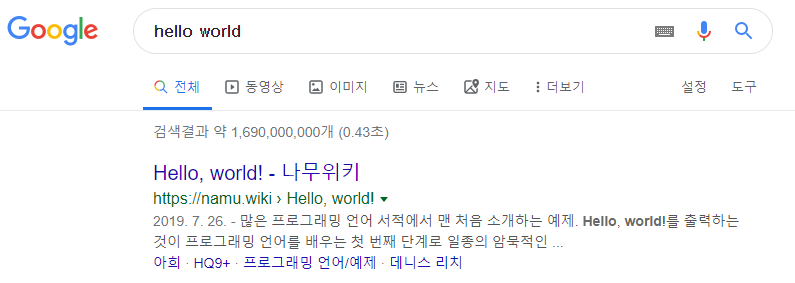 Google hello world
전체 동영상 이미지 뉴스 지도 더보기 설정 도구
검색결과 약 1,690,000,000개 (0.43초)
Hello, world! - 나무위키
https://namu.wiki › Hello, world! ▾
2019. 7. 26. - 많은 프로그래밍 언어 서적에서 맨 처음 소개하는 예제. Hello, world!를 출력하는
것이 프로그래밍 언어를 배우는 첫 번째 단계로 일종의 암묵적인 ...
아희 · HQ9+ · 프로그래밍 언어/예제 · 데니스 리치